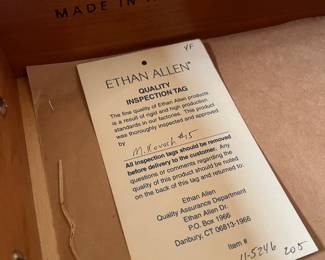 MADE IN
VF
ETHAN ALLEN®
QUALITY
INSPECTION TAG
The fine quality of Ethan Allen products
is a result of rigid and high production
standards in our factories. This product
was thoroughly inspected and approved
by
M. Kovach #15
All inspection tags should be removed
before delivery to the customer. Any
questions or comments regarding the
quality of this product should be noted
on the back of this tag and returned to:
Ethan Allen
Quality Assurance Department
Ethan Allen Dr.
P.O. Box 1966
Danbury, CT 06813-1966
Item #
11-5246 205